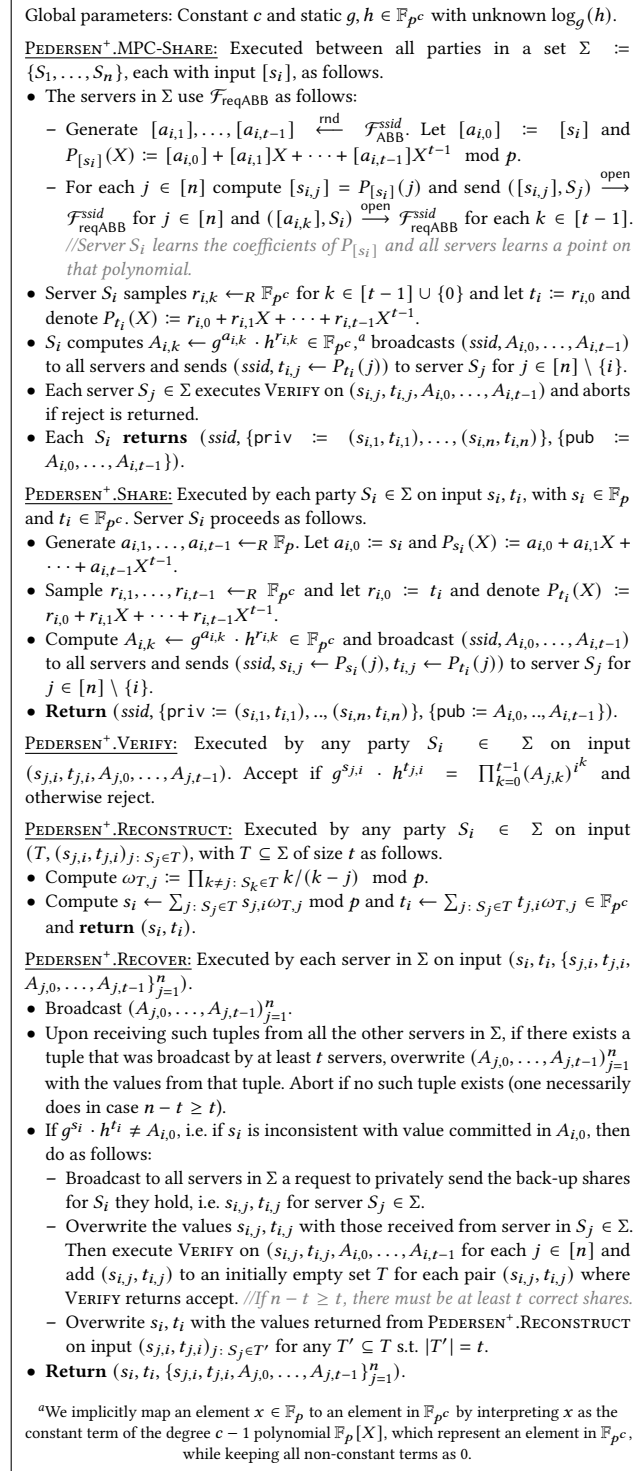 Global parameters: Constant c and static g, h ∈ 𝔽_{p^c} with unknown log_g(h).
PEDERSEN⁺.MPC-SHARE: Executed between all parties in a set Σ :=
{S_1, . . . , S_n}, each with input [s_i], as follows.
• The servers in Σ use ℱ_reqABB as follows:
– Generate [a_{i,1}], . . . , [a_{i,t−1}] ⟵^{rnd} ℱ_ABB^{ssid}. Let [a_{i,0}] := [s_i] and
P_{[s_i]}(X) := [a_{i,0}] + [a_{i,1}]X + · · · + [a_{i,t−1}]X^{t−1} mod p.
– For each j ∈ [n] compute [s_{i,j}] = P_{[s_i]}(j) and send ([s_{i,j}], S_j) ⟶^{open}
ℱ_reqABB^{ssid} for j ∈ [n] and ([a_{i,k}], S_i) ⟶^{open} ℱ_reqABB^{ssid} for each k ∈ [t − 1].
//Server S_i learns the coefficients of P_{[s_i]} and all servers learns a point on
that polynomial.
• Server S_i samples r_{i,k} ←_R 𝔽_{p^c} for k ∈ [t − 1] ∪ {0} and let t_i := r_{i,0} and
denote P_{t_i}(X) := r_{i,0} + r_{i,1}X + · · · + r_{i,t−1}X^{t−1}.
• S_i computes A_{i,k} ← g^{a_{i,k}} · h^{r_{i,k}} ∈ 𝔽_{p^c},^a broadcasts (ssid, A_{i,0}, . . . , A_{i,t−1})
to all servers and sends (ssid, t_{i,j} ← P_{t_i}(j)) to server S_j for j ∈ [n] \ {i}.
• Each server S_j ∈ Σ executes VERIFY on (s_{i,j}, t_{i,j}, A_{i,0}, . . . , A_{i,t−1}) and aborts
if reject is returned.
• Each S_i returns (ssid, {priv := (s_{i,1}, t_{i,1}), . . . , (s_{i,n}, t_{i,n})}, {pub :=
A_{i,0}, . . . , A_{i,t−1}}).
PEDERSEN⁺.SHARE: Executed by each party S_i ∈ Σ on input s_i, t_i, with s_i ∈ 𝔽_p
and t_i ∈ 𝔽_{p^c}. Server S_i proceeds as follows.
• Generate a_{i,1}, . . . , a_{i,t−1} ←_R 𝔽_p. Let a_{i,0} := s_i and P_{s_i}(X) := a_{i,0} + a_{i,1}X +
· · · + a_{i,t−1}X^{t−1}.
• Sample r_{i,1}, . . . , r_{i,t−1} ←_R 𝔽_{p^c} and let r_{i,0} := t_i and denote P_{t_i}(X) :=
r_{i,0} + r_{i,1}X + · · · + r_{i,t−1}X^{t−1}.
• Compute A_{i,k} ← g^{a_{i,k}} · h^{r_{i,k}} ∈ 𝔽_{p^c} and broadcast (ssid, A_{i,0}, . . . , A_{i,t−1})
to all servers and sends (ssid, s_{i,j} ← P_{s_i}(j), t_{i,j} ← P_{t_i}(j)) to server S_j for
j ∈ [n] \ {i}.
• Return (ssid, {priv := (s_{i,1}, t_{i,1}), .., (s_{i,n}, t_{i,n})}, {pub := A_{i,0}, .., A_{i,t−1}}).
PEDERSEN⁺.VERIFY: Executed by any party S_i ∈ Σ on input
(s_{j,i}, t_{j,i}, A_{j,0}, . . . , A_{j,t−1}). Accept if g^{s_{j,i}} · h^{t_{j,i}} = ∏_{k=0}^{t−1}(A_{j,k})^{i^k} and
otherwise reject.
PEDERSEN⁺.RECONSTRUCT: Executed by any party S_i ∈ Σ on input
(T, (s_{j,i}, t_{j,i})_{j: S_j∈T}), with T ⊆ Σ of size t as follows.
• Compute ω_{T,j} := ∏_{k≠j: S_k∈T} k/(k − j) mod p.
• Compute s_i ← ∑_{j: S_j∈T} s_{j,i}ω_{T,j} mod p and t_i ← ∑_{j: S_j∈T} t_{j,i}ω_{T,j} ∈ 𝔽_{p^c}
and return (s_i, t_i).
PEDERSEN⁺.RECOVER: Executed by each server in Σ on input (s_i, t_i, {s_{j,i}, t_{j,i},
A_{j,0}, . . . , A_{j,t−1}}_{j=1}^n).
• Broadcast (A_{j,0}, . . . , A_{j,t−1})_{j=1}^n.
• Upon receiving such tuples from all the other servers in Σ, if there exists a
tuple that was broadcast by at least t servers, overwrite (A_{j,0}, . . . , A_{j,t−1})_{j=1}^n
with the values from that tuple. Abort if no such tuple exists (one necessarily
does in case n − t ≥ t).
• If g^{s_i} · h^{t_i} ≠ A_{i,0}, i.e. if s_i is inconsistent with value committed in A_{i,0}, then
do as follows:
– Broadcast to all servers in Σ a request to privately send the back-up shares
for S_i they hold, i.e. s_{i,j}, t_{i,j} for server S_j ∈ Σ.
– Overwrite the values s_{i,j}, t_{i,j} with those received from server in S_j ∈ Σ.
Then execute VERIFY on (s_{i,j}, t_{i,j}, A_{i,0}, . . . , A_{i,t−1} for each j ∈ [n] and
add (s_{i,j}, t_{i,j}) to an initially empty set T for each pair (s_{i,j}, t_{i,j}) where
VERIFY returns accept. //If n − t ≥ t, there must be at least t correct shares.
– Overwrite s_i, t_i with the values returned from PEDERSEN⁺.RECONSTRUCT
on input (s_{i,j}, t_{i,j})_{j: S_j∈T′} for any T′ ⊆ T s.t. |T′| = t.
• Return (s_i, t_i, {s_{j,i}, t_{j,i}, A_{j,0}, . . . , A_{j,t−1}}_{j=1}^n).
^aWe implicitly map an element x ∈ 𝔽_p to an element in 𝔽_{p^c} by interpreting x as the
constant term of the degree c − 1 polynomial 𝔽_p[X], which represent an element in 𝔽_{p^c},
while keeping all non-constant terms as 0.